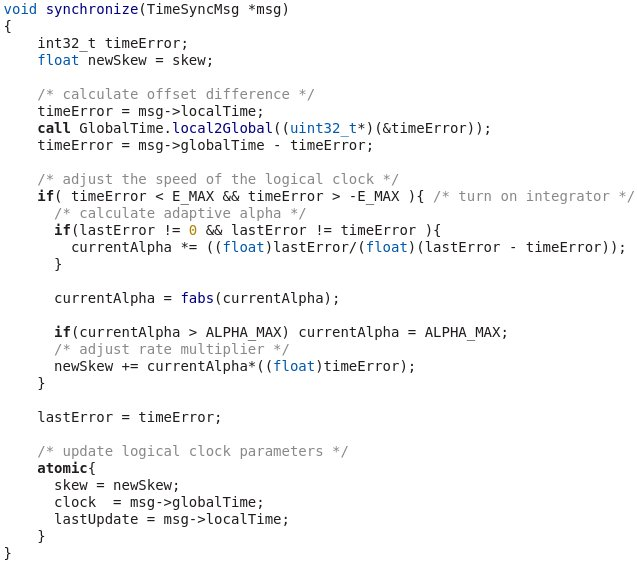 void synchronize(TimeSyncMsg *msg)
{
    int32_t timeError;
    float newSkew = skew;

    /* calculate offset difference */
    timeError = msg->localTime;
    call GlobalTime.local2Global((uint32_t*)(&timeError));
    timeError = msg->globalTime - timeError;

    /* adjust the speed of the logical clock */
    if( timeError < E_MAX && timeError > -E_MAX ){ /* turn on integrator */
      /* calculate adaptive alpha */
      if(lastError != 0 && lastError != timeError ){
        currentAlpha *= ((float)lastError/(float)(lastError - timeError));
      }

      currentAlpha = fabs(currentAlpha);

      if(currentAlpha > ALPHA_MAX) currentAlpha = ALPHA_MAX;
      /* adjust rate multiplier */
      newSkew += currentAlpha*((float)timeError);
    }

    lastError = timeError;

    /* update logical clock parameters */
    atomic{
      skew = newSkew;
      clock  = msg->globalTime;
      lastUpdate = msg->localTime;
    }
}